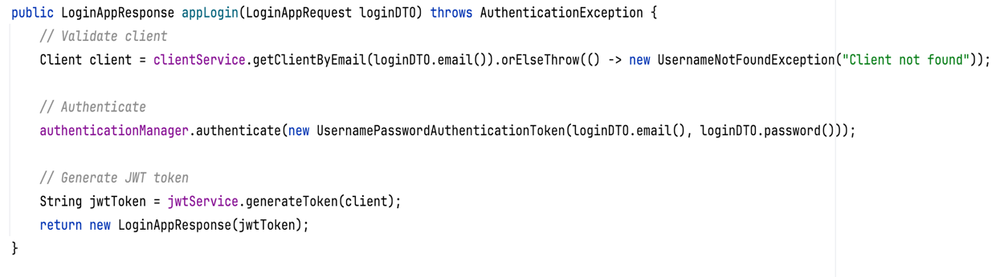 public LoginAppResponse appLogin(LoginAppRequest loginDTO) throws AuthenticationException {
    // Validate client
    Client client = clientService.getClientByEmail(loginDTO.email()).orElseThrow(() -> new UsernameNotFoundException("Client not found"));
    // Authenticate
    authenticationManager.authenticate(new UsernamePasswordAuthenticationToken(loginDTO.email(), loginDTO.password()));
    // Generate JWT token
    String jwtToken = jwtService.generateToken(client);
    return new LoginAppResponse(jwtToken);
}